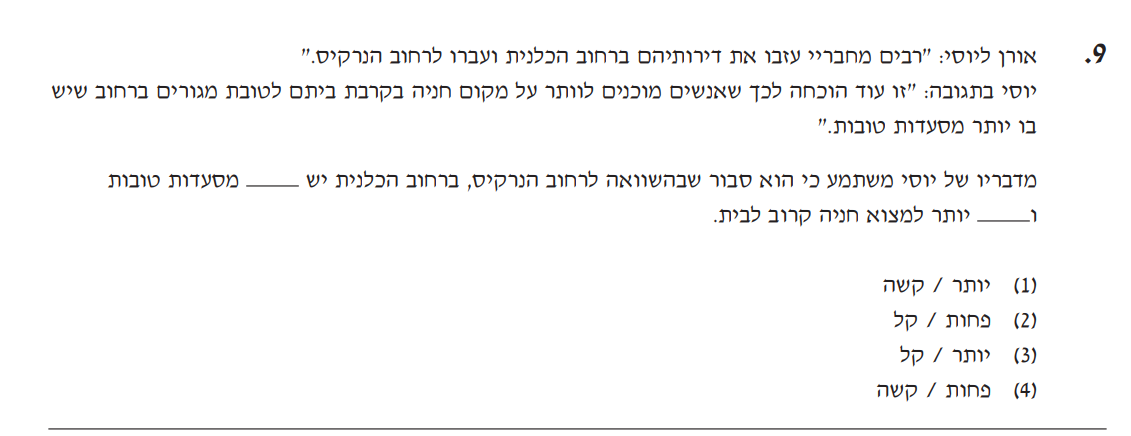 9. אורן ליוסי: "רבים מחבריי עזבו את דירותיהם ברחוב הכלנית ועברו לרחוב הנרקיס."
יוסי בתגובה: "זו עוד הוכחה לכך שאנשים מוכנים לוותר על מקום חניה בקרבת ביתם לטובת מגורים ברחוב שיש
בו יותר מסעדות טובות."
מדבריו של יוסי משתמע כי הוא סבור שבהשוואה לרחוב הנרקיס, ברחוב הכלנית יש _____ מסעדות טובות
ו_____ יותר למצוא חניה קרוב לבית.
(1) יותר / קשה
(2) פחות / קל
(3) יותר / קל
(4) פחות / קשה